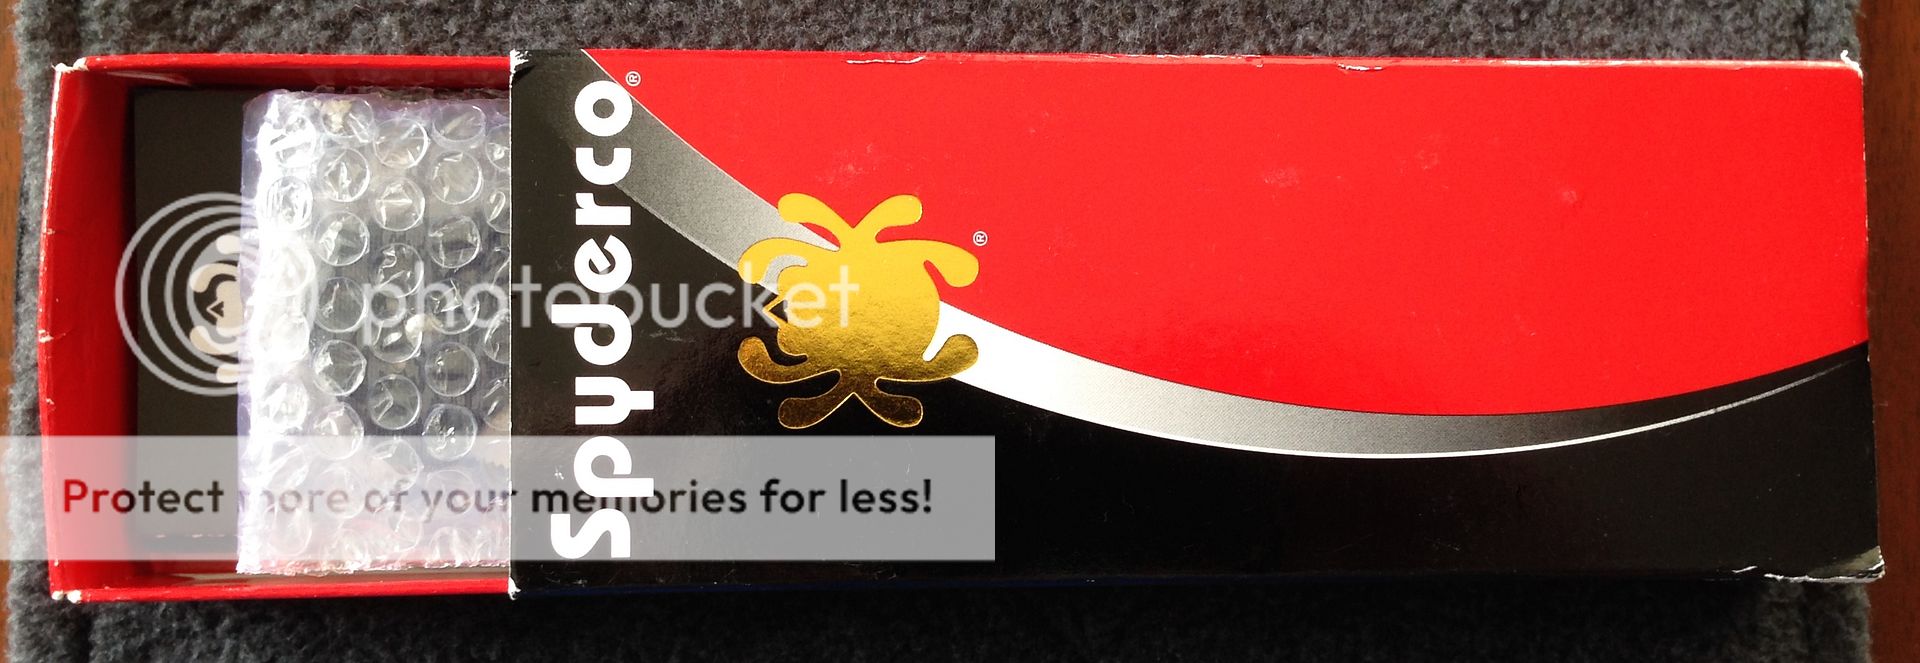 Spyderco®
®
photobucket
Protect more of your memories for less!